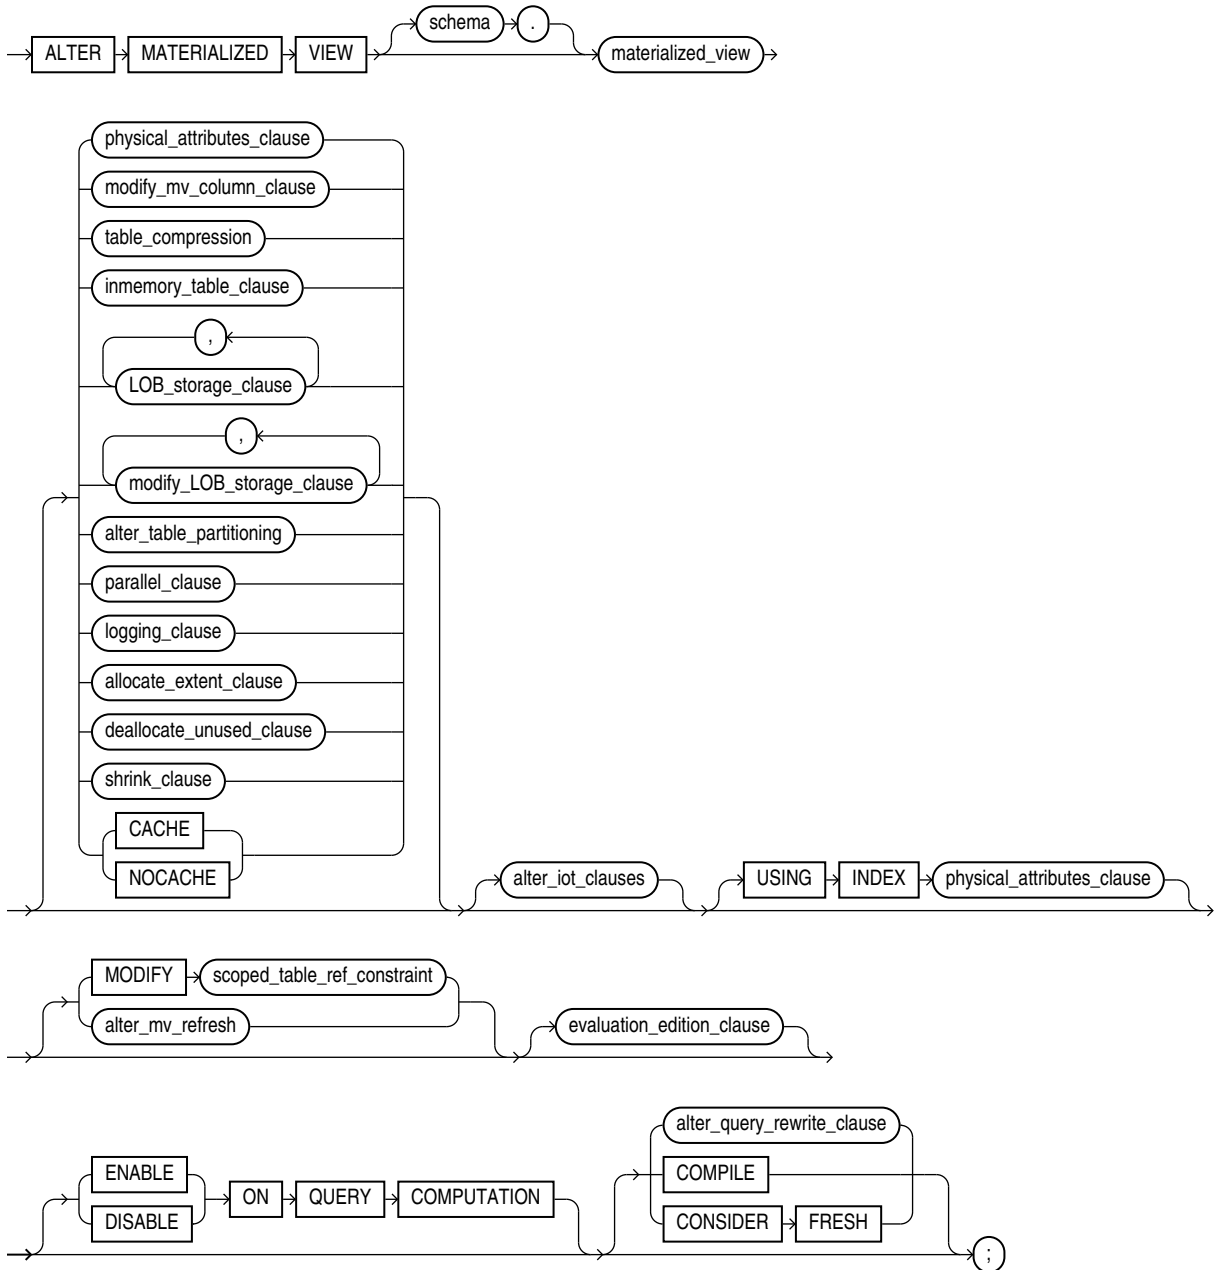 schema .
ALTER MATERIALIZED VIEW materialized_view
physical_attributes_clause
modify_mv_column_clause
table_compression
inmemory_table_clause
,
LOB_storage_clause
,
modify_LOB_storage_clause
alter_table_partitioning
parallel_clause
logging_clause
allocate_extent_clause
deallocate_unused_clause
shrink_clause
CACHE
NOCACHE alter_iot_clauses USING INDEX physical_attributes_clause
MODIFY scoped_table_ref_constraint
alter_mv_refresh evaluation_edition_clause
alter_query_rewrite_clause
ENABLE COMPILE
ON QUERY COMPUTATION
DISABLE CONSIDER FRESH
;